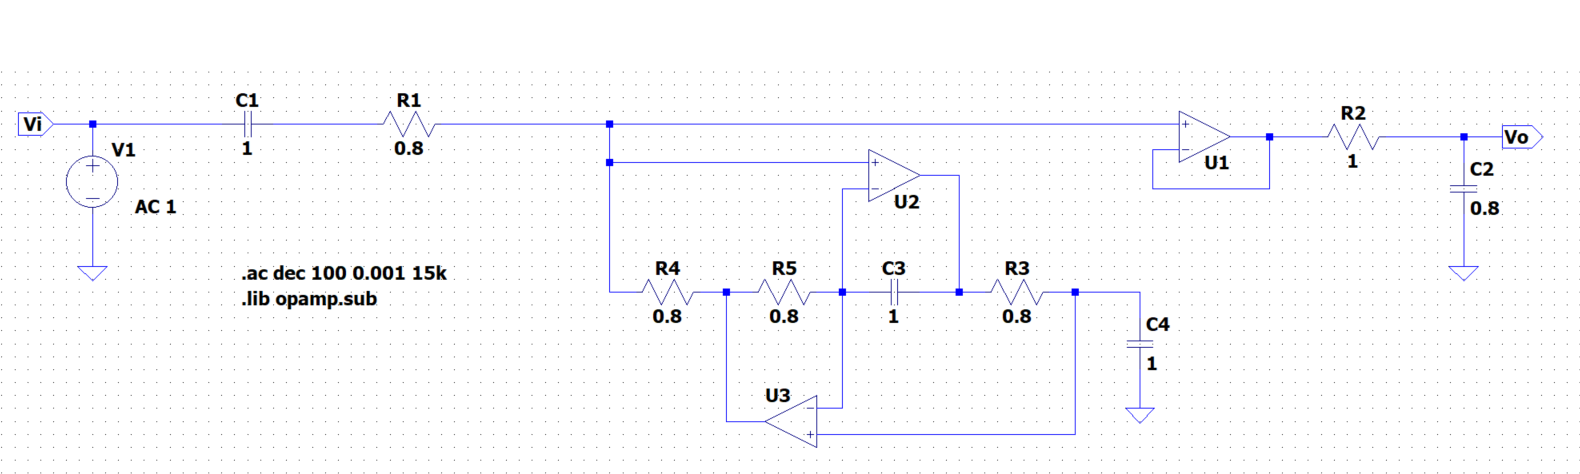 Vi
V1
AC 1
C1
1
R1
0.8
.ac dec 100 0.001 15k
.lib opamp.sub
U2
R4
0.8
R5
0.8
C3
1
R3
0.8
C4
1
U3
U1
R2
1
Vo
C2
0.8